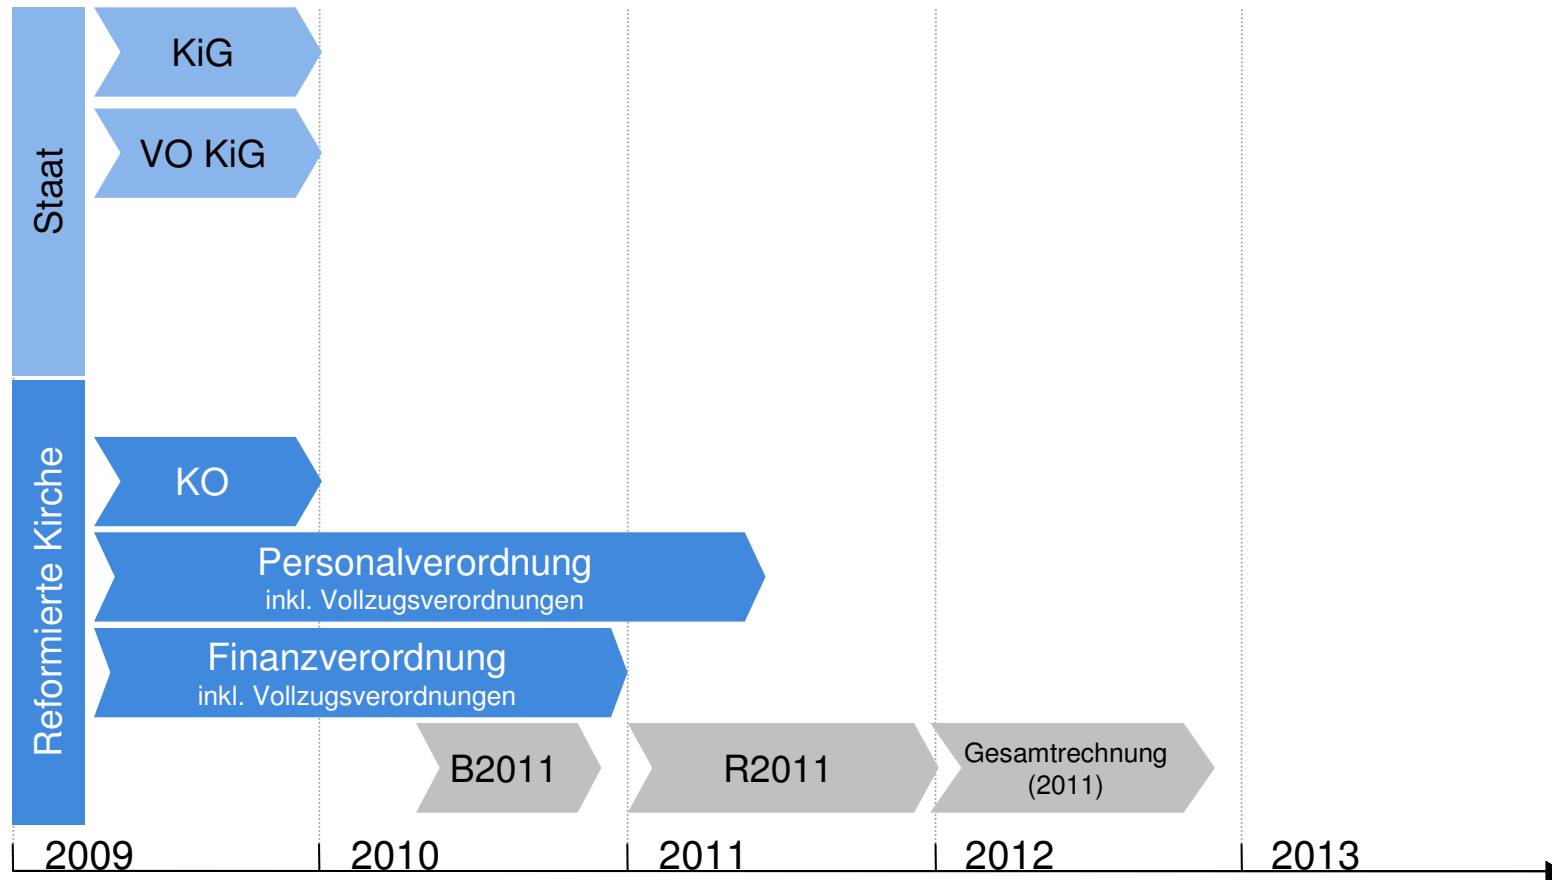 Staat
KiG
VO KiG
Reformierte Kirche
KO
Personalverordnung
inkl. Vollzugsverordnungen
Finanzverordnung
inkl. Vollzugsverordnungen
B2011
R2011
Gesamtrechnung
(2011)
2009
2010
2011
2012
2013